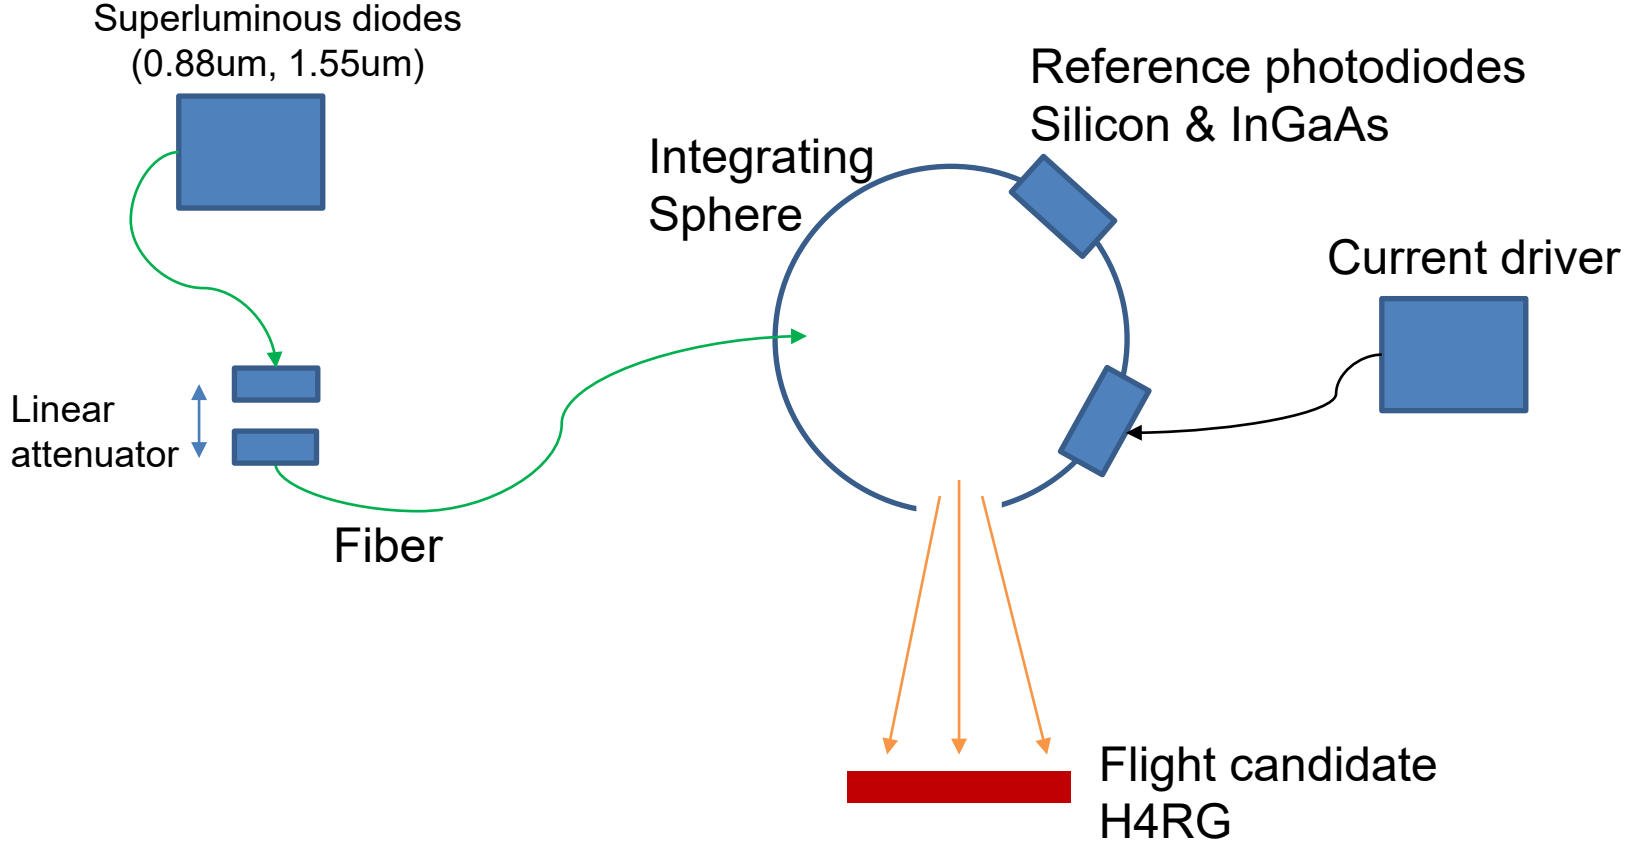 Superluminous diodes
(0.88um, 1.55um)
Reference photodiodes
Silicon & InGaAs
Integrating
Sphere
Current driver
Linear
attenuator
Fiber
Flight candidate
H4RG